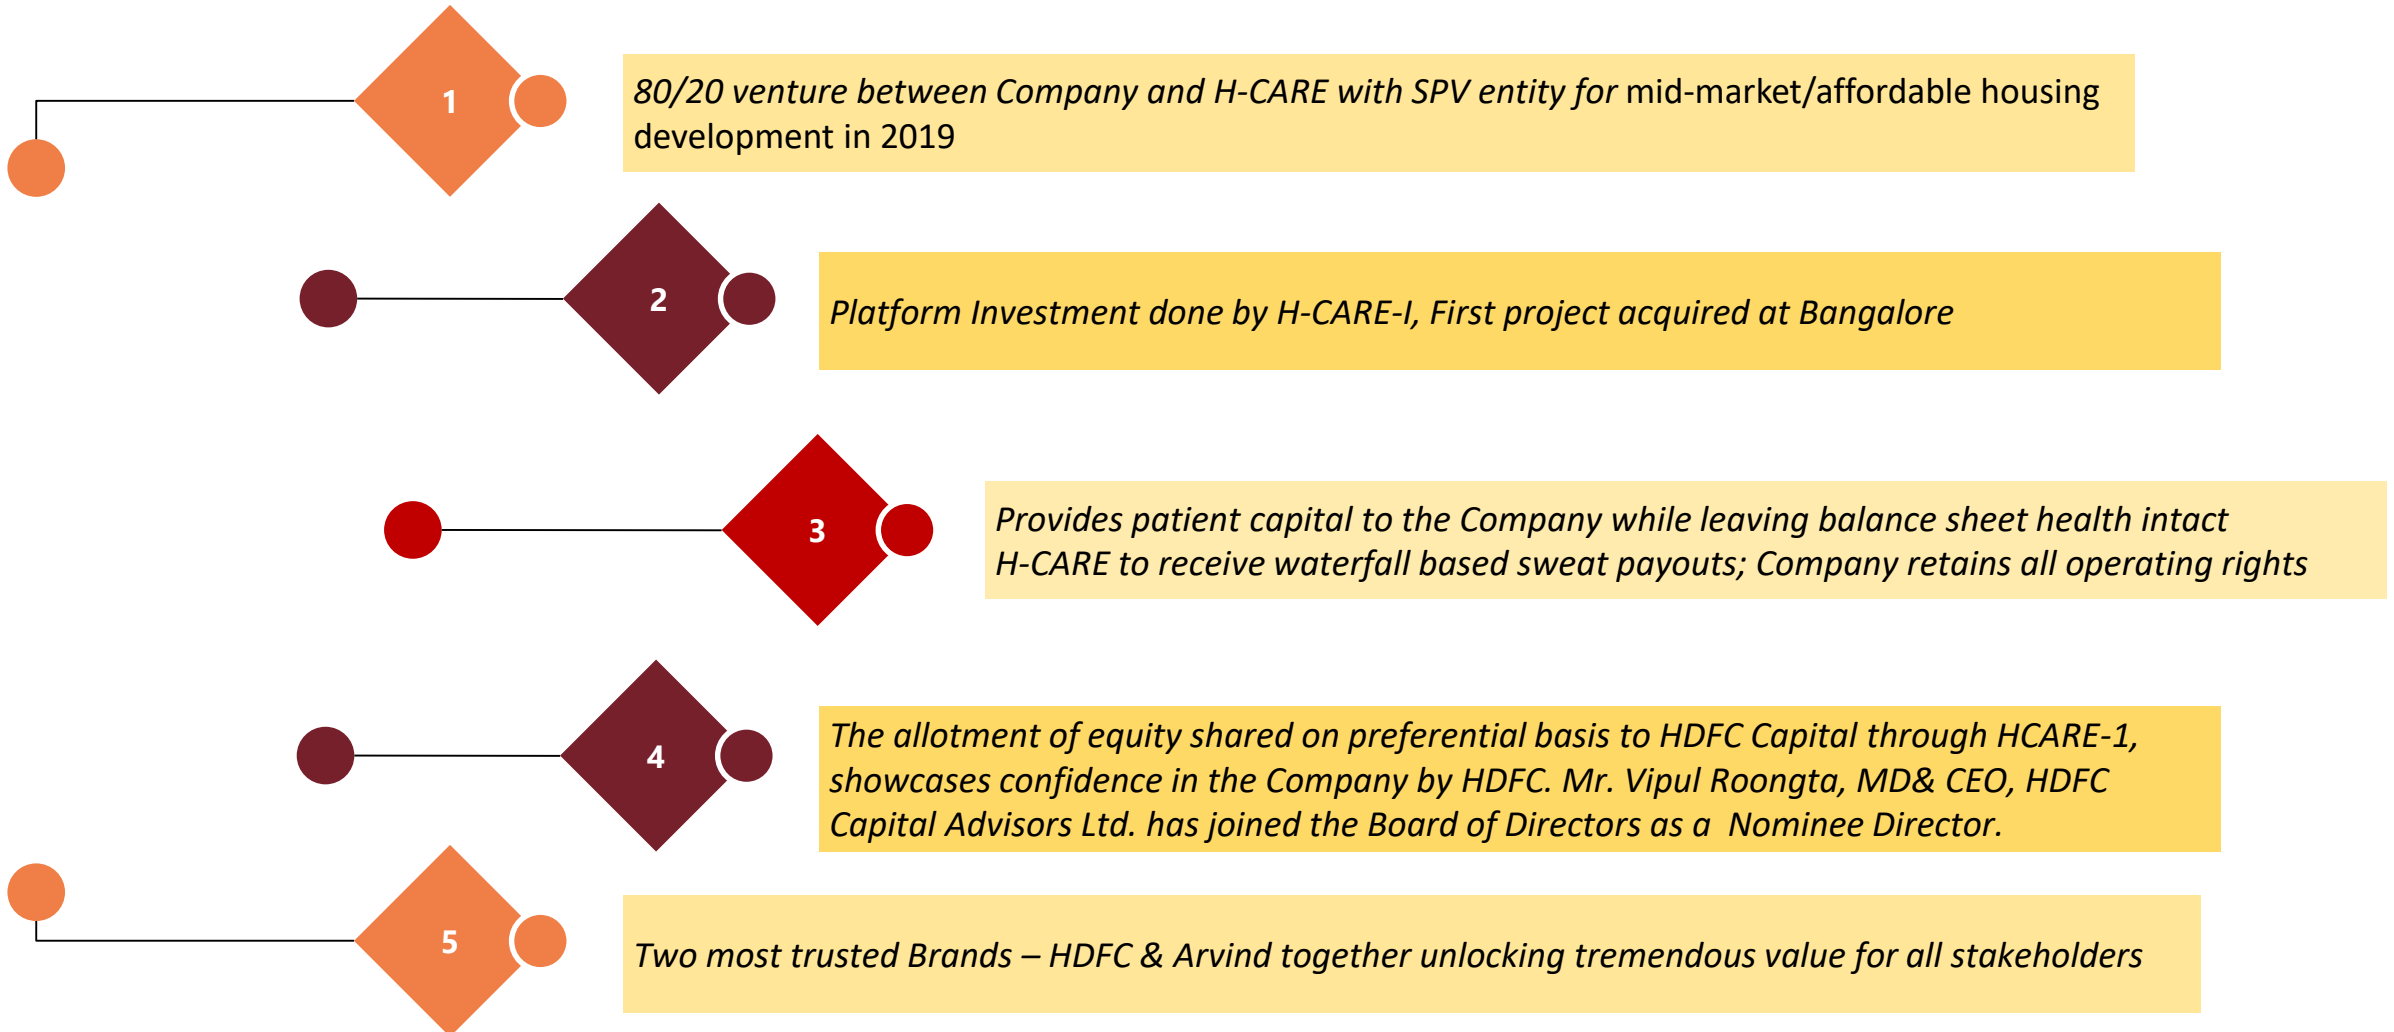 1
80/20 venture between Company and H-CARE with SPV entity for mid-market/affordable housing
development in 2019
2
Platform Investment done by H-CARE-I, First project acquired at Bangalore
3
Provides patient capital to the Company while leaving balance sheet health intact
H-CARE to receive waterfall based sweat payouts; Company retains all operating rights
4
The allotment of equity shared on preferential basis to HDFC Capital through HCARE-1,
showcases confidence in the Company by HDFC. Mr. Vipul Roongta, MD& CEO, HDFC
Capital Advisors Ltd. has joined the Board of Directors as a  Nominee Director.
5
Two most trusted Brands – HDFC & Arvind together unlocking tremendous value for all stakeholders